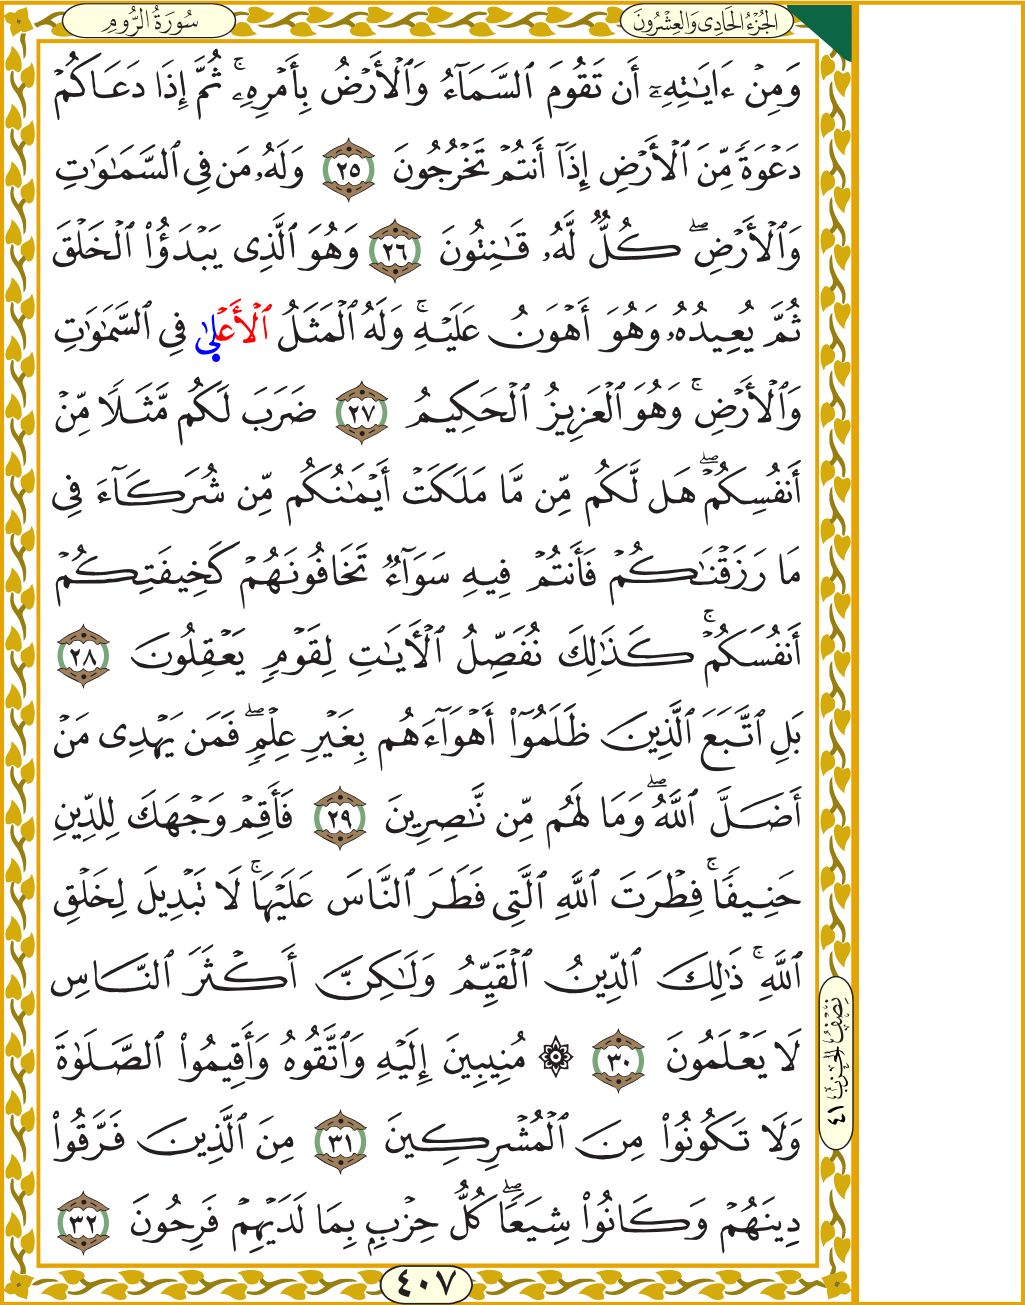 الجُزْءُ الحَادِى وَالعِشْرُونَ
سُورَةُ الرُّومِ
وَمِنْ ءَايَٰتِهِۦٓ أَن تَقُومَ ٱلسَّمَآءُ وَٱلْأَرْضُ بِأَمْرِهِۦۚ ثُمَّ إِذَا دَعَاكُمْ
دَعْوَةً مِّنَ ٱلْأَرْضِ إِذَآ أَنتُمْ تَخْرُجُونَ ٢٥ وَلَهُۥ مَن فِى ٱلسَّمَٰوَٰتِ
وَٱلْأَرْضِۖ كُلٌّ لَّهُۥ قَٰنِتُونَ ٢٦ وَهُوَ ٱلَّذِى يَبْدَؤُا۟ ٱلْخَلْقَ
ثُمَّ يُعِيدُهُۥ وَهُوَ أَهْوَنُ عَلَيْهِۚ وَلَهُ ٱلْمَثَلُ ٱلْأَعْلَىٰ فِى ٱلسَّمَٰوَٰتِ
وَٱلْأَرْضِۚ وَهُوَ ٱلْعَزِيزُ ٱلْحَكِيمُ ٢٧ ضَرَبَ لَكُم مَّثَلًا مِّنْ
أَنفُسِكُمْۖ هَل لَّكُم مِّن مَّا مَلَكَتْ أَيْمَٰنُكُم مِّن شُرَكَآءَ فِى
مَا رَزَقْنَٰكُمْ فَأَنتُمْ فِيهِ سَوَآءٌ تَخَافُونَهُمْ كَخِيفَتِكُمْ
أَنفُسَكُمْۚ كَذَٰلِكَ نُفَصِّلُ ٱلْأَيَٰتِ لِقَوْمٍ يَعْقِلُونَ ٢٨
بَلِ ٱتَّبَعَ ٱلَّذِينَ ظَلَمُوٓا۟ أَهْوَآءَهُم بِغَيْرِ عِلْمٍۖ فَمَن يَهْدِى مَنْ
أَضَلَّ ٱللَّهُۖ وَمَا لَهُم مِّن نَّٰصِرِينَ ٢٩ فَأَقِمْ وَجْهَكَ لِلدِّينِ
حَنِيفًاۚ فِطْرَتَ ٱللَّهِ ٱلَّتِى فَطَرَ ٱلنَّاسَ عَلَيْهَاۚ لَا تَبْدِيلَ لِخَلْقِ
ٱللَّهِۚ ذَٰلِكَ ٱلدِّينُ ٱلْقَيِّمُ وَلَٰكِنَّ أَكْثَرَ ٱلنَّاسِ
لَا يَعْلَمُونَ ٣٠ ۞ مُنِيبِينَ إِلَيْهِ وَٱتَّقُوهُ وَأَقِيمُوا۟ ٱلصَّلَوٰةَ
وَلَا تَكُونُوا۟ مِنَ ٱلْمُشْرِكِينَ ٣١ مِنَ ٱلَّذِينَ فَرَّقُوا۟
دِينَهُمْ وَكَانُوا۟ شِيَعًاۖ كُلُّ حِزْبٍۭ بِمَا لَدَيْهِمْ فَرِحُونَ ٣٢
نِصْفُ الحِزْبِ ٤١
٤٠٧